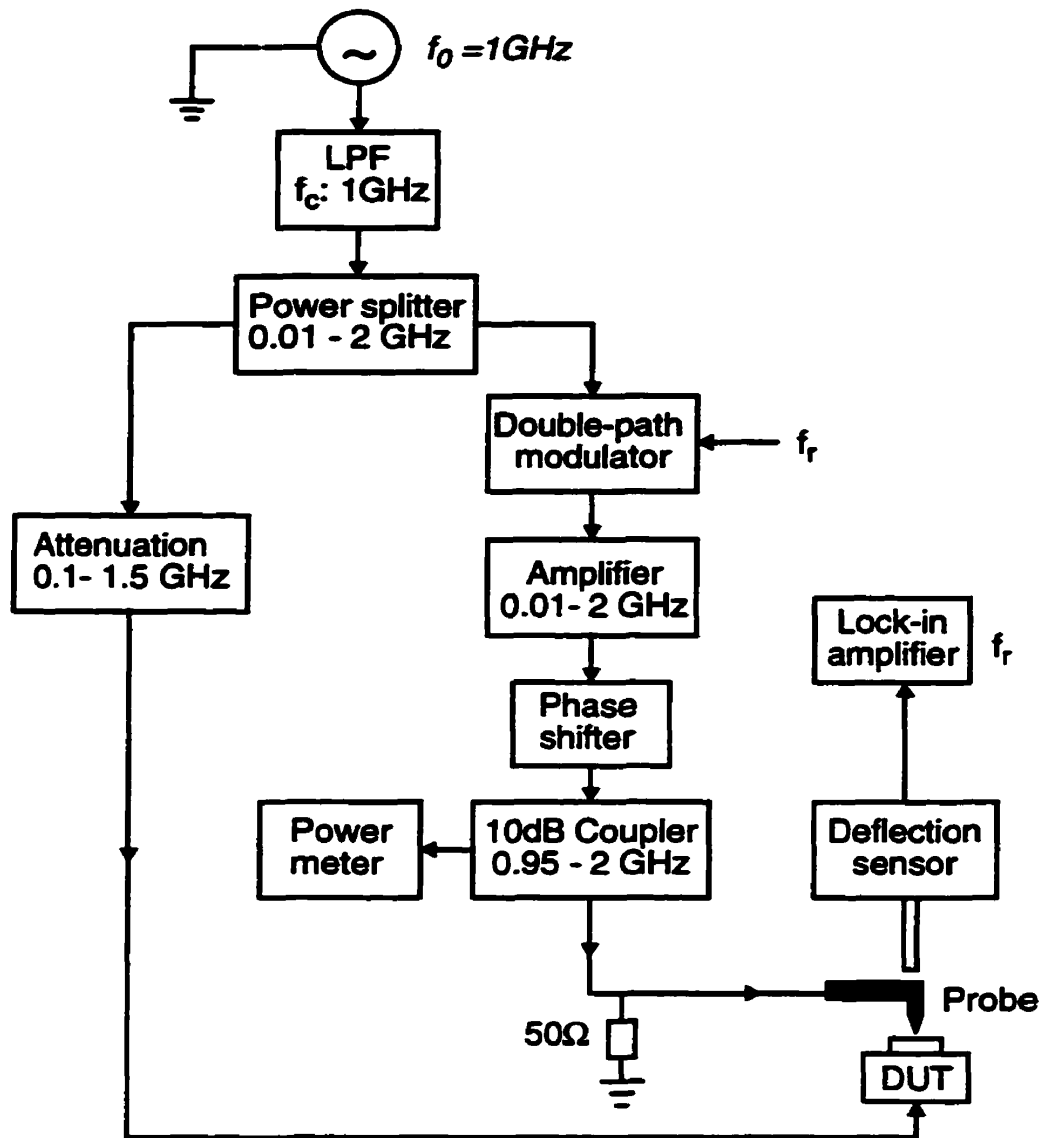 ~
f₀ =1GHz
LPF
f꜀: 1GHz
Power splitter
0.01 - 2 GHz
Double-path
modulator
fᵣ
Attenuation
0.1- 1.5 GHz
Amplifier
0.01- 2 GHz
Lock-in
amplifier
fᵣ
Phase
shifter
Power
meter
10dB Coupler
0.95 - 2 GHz
Deflection
sensor
Probe
50Ω
DUT